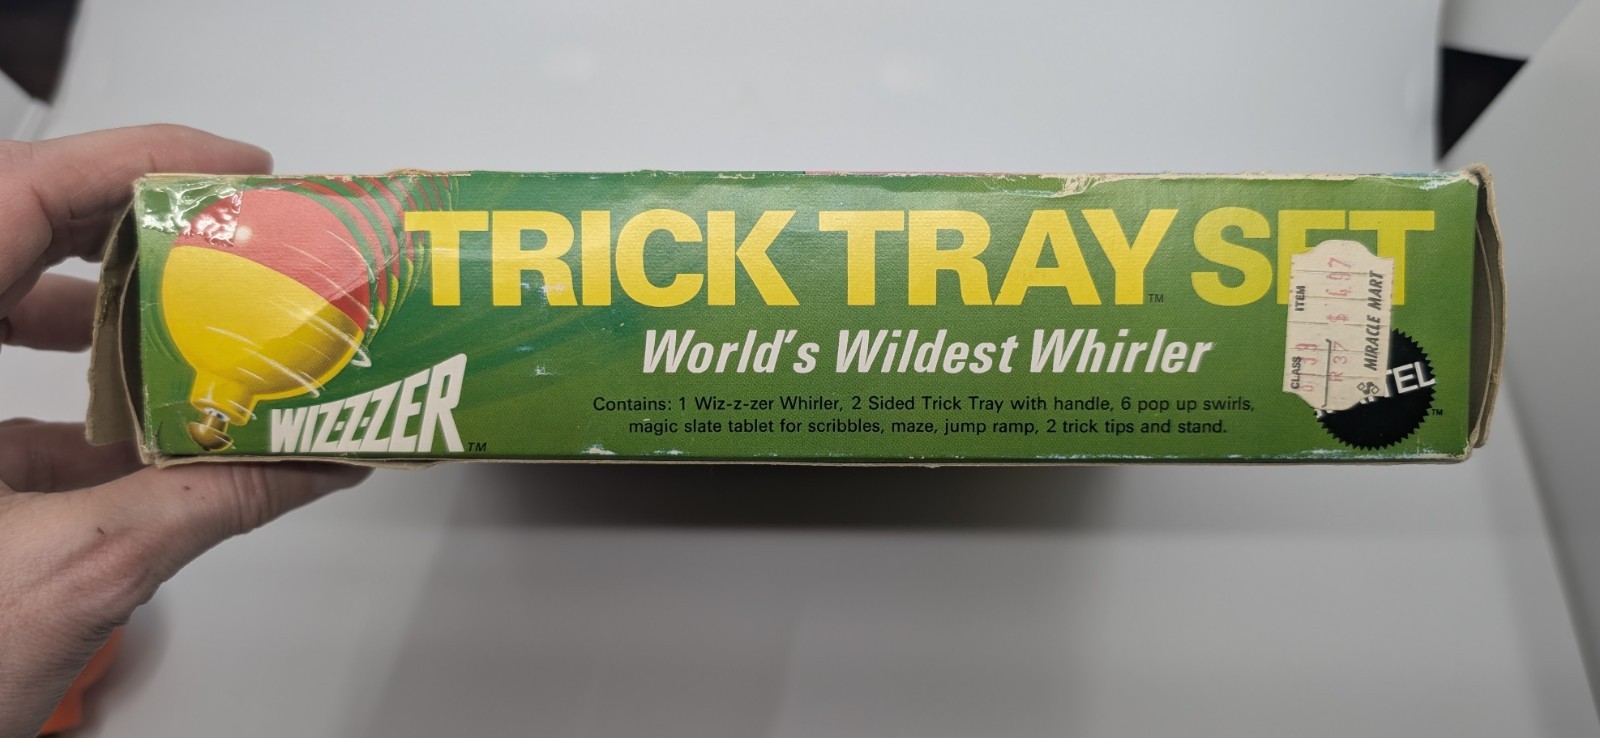 TRICK TRAY SET
TM
World's Wildest Whirler
WIZ-Z-ZER
TM
Contains: 1 Wiz-z-zer Whirler, 2 Sided Trick Tray with handle, 6 pop up swirls,
magic slate tablet for scribbles, maze, jump ramp, 2 trick tips and stand.
ITEM
CLASS
MIRACLE MART
TEL
TM